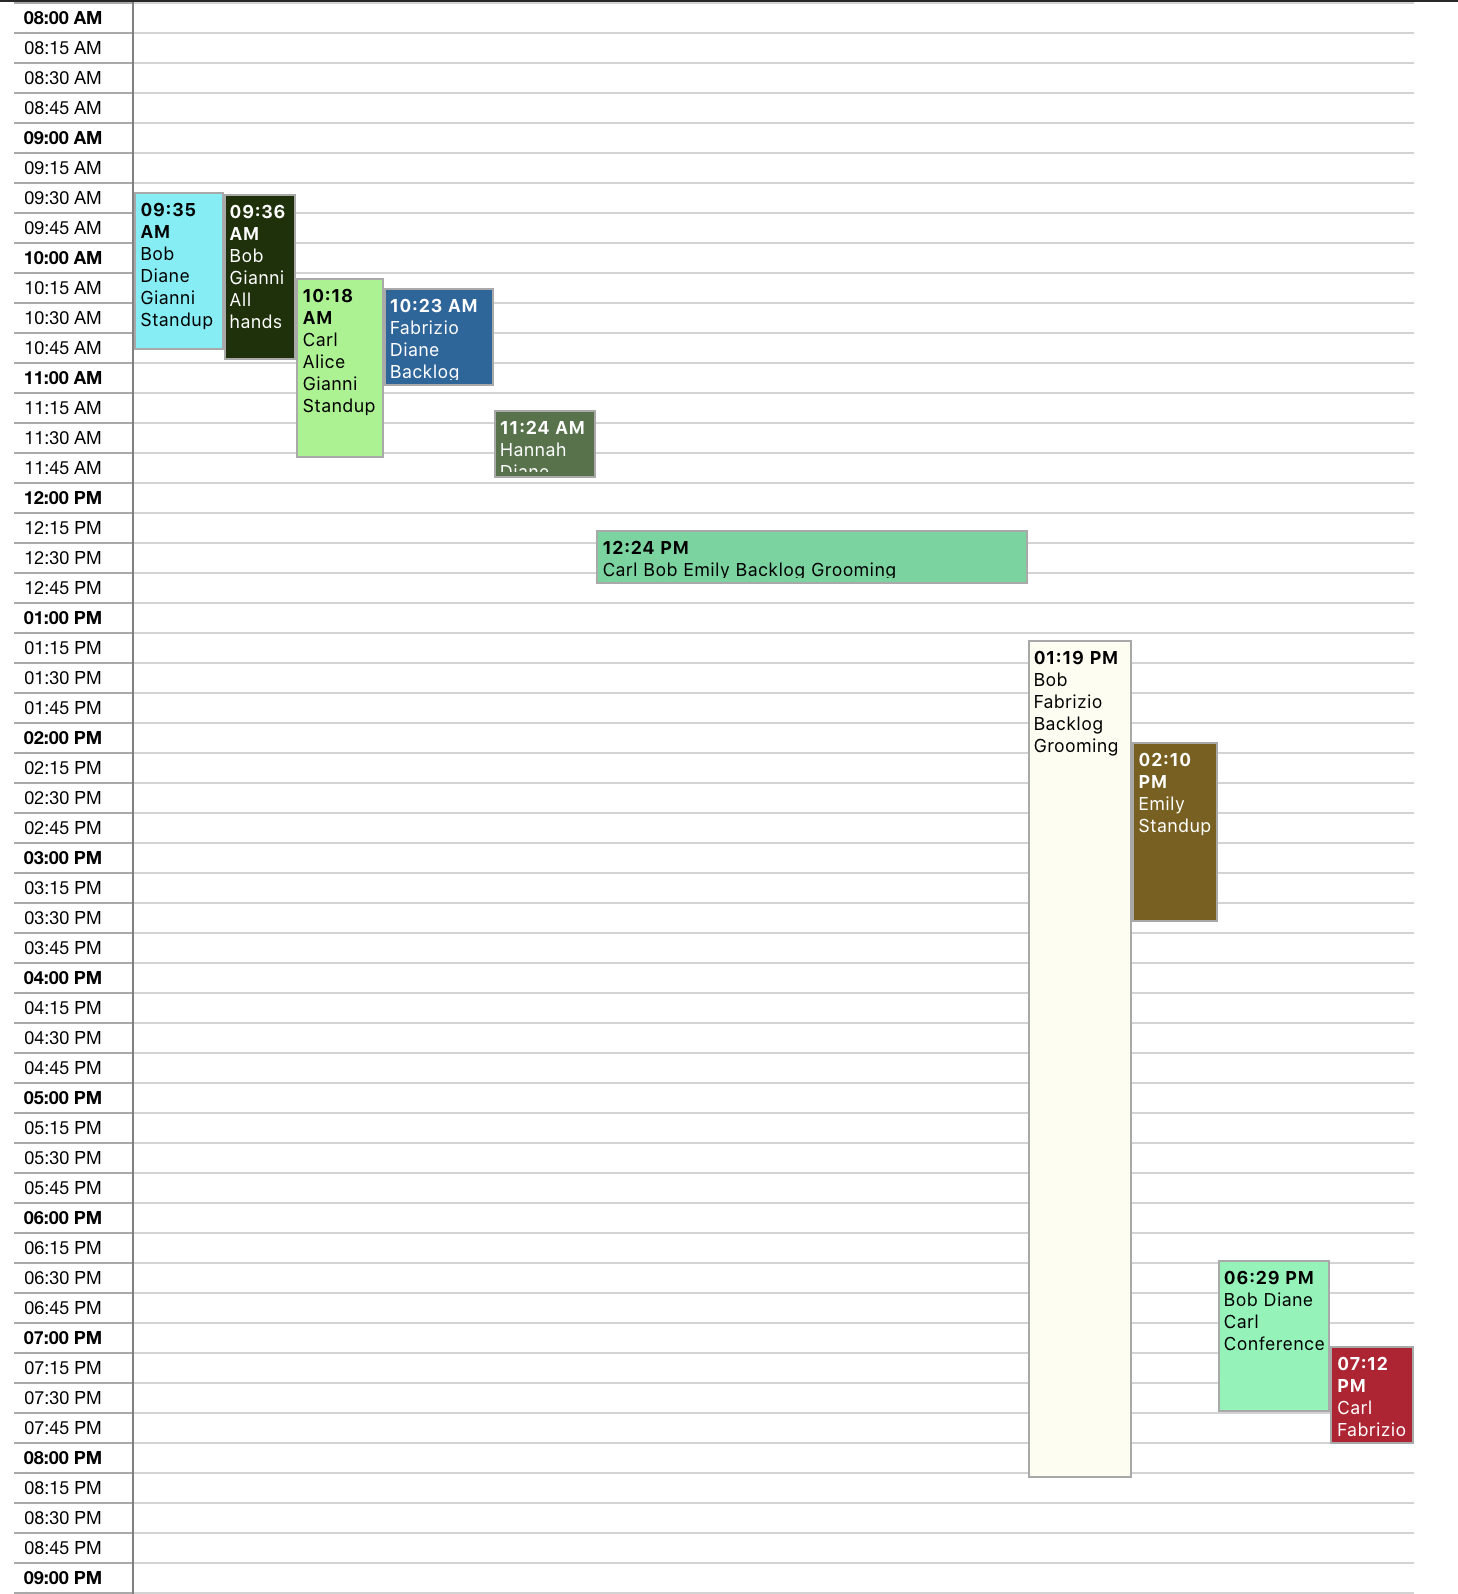 08:00 AM
08:15 AM
08:30 AM
08:45 AM
09:00 AM
09:15 AM
09:30 AM
09:45 AM
10:00 AM
10:15 AM
10:30 AM
10:45 AM
11:00 AM
11:15 AM
11:30 AM
11:45 AM
12:00 PM
12:15 PM
12:30 PM
12:45 PM
01:00 PM
01:15 PM
01:30 PM
01:45 PM
02:00 PM
02:15 PM
02:30 PM
02:45 PM
03:00 PM
03:15 PM
03:30 PM
03:45 PM
04:00 PM
04:15 PM
04:30 PM
04:45 PM
05:00 PM
05:15 PM
05:30 PM
05:45 PM
06:00 PM
06:15 PM
06:30 PM
06:45 PM
07:00 PM
07:15 PM
07:30 PM
07:45 PM
08:00 PM
08:15 PM
08:30 PM
08:45 PM
09:00 PM
09:35
AM
Bob
Diane
Gianni
Standup
09:36
AM
Bob
Gianni
All
hands
10:18
AM
Carl
Alice
Gianni
Standup
10:23 AM
Fabrizio
Diane
Backlog
11:24 AM
Hannah
Diane
12:24 PM
Carl Bob Emily Backlog Grooming
01:19 PM
Bob
Fabrizio
Backlog
Grooming
02:10
PM
Emily
Standup
06:29 PM
Bob Diane
Carl
Conference
07:12
PM
Carl
Fabrizio